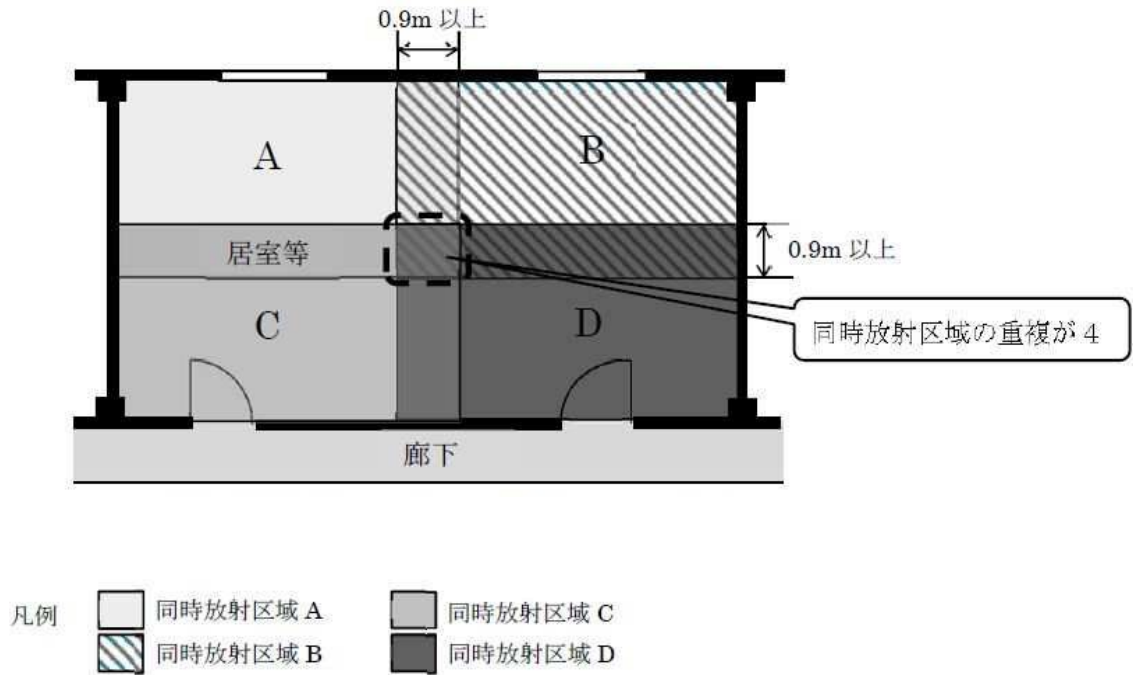 0.9m 以上
A
B
居室等
0.9m 以上
C
D
同時放射区域の重複が 4
廊下
凡例
同時放射区域 A
同時放射区域 C
同時放射区域 B
同時放射区域 D